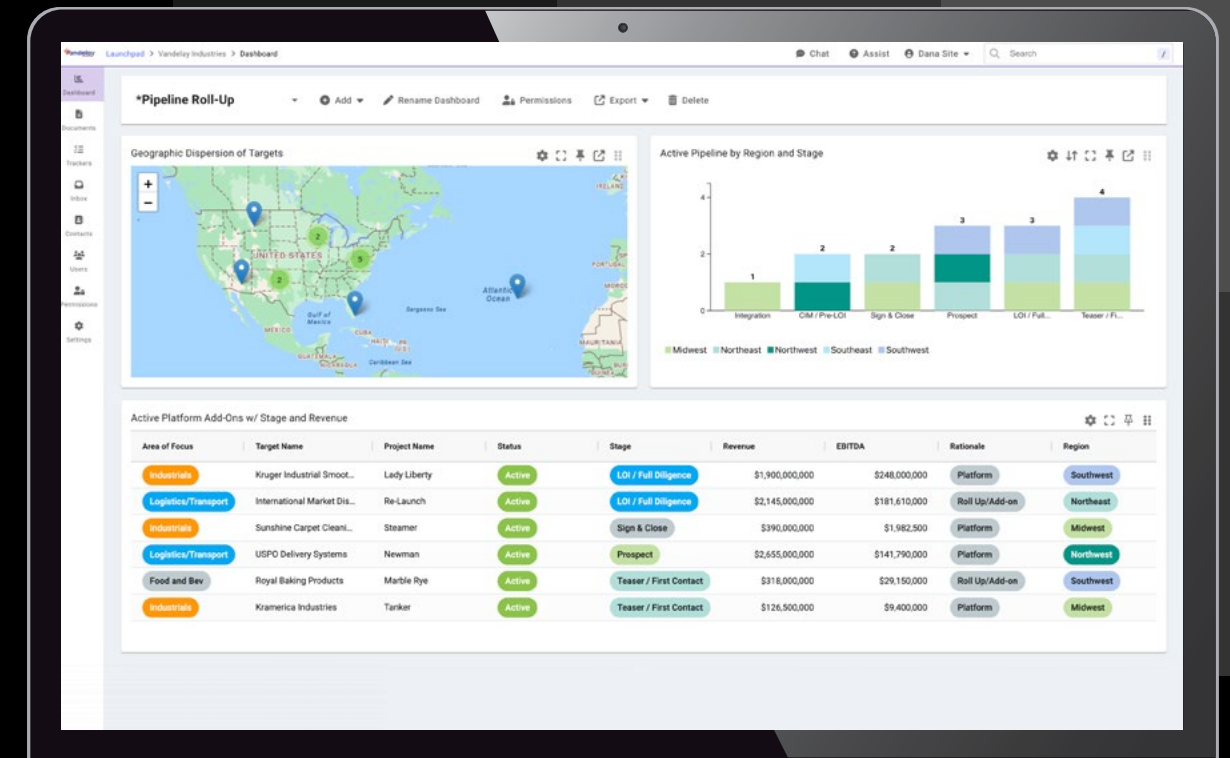 Vandelay Launchpad > Vandelay Industries > Dashboard Chat Assist Dana Site Search /
Dashboard
Documents
Trackers
Inbox
Contacts
Users
Permissions
Settings
*Pipeline Roll-Up Add Rename Dashboard Permissions Export Delete
Geographic Dispersion of Targets
+
−
IRELAND
UNITED STATES
2
5
2
PORTUGAL
MOROC
Atlantic
Ocean
Sargasso Sea
Gulf of
Mexico
MÉXICO
CUBA
HAITI
MAURITANIA
GUATEMALA
NICARAGUA
Caribbean Sea
Active Pipeline by Region and Stage
4
2
0
1
2
2
3
3
4
Integration CIM / Pre-LOI Sign & Close Prospect LOI / Full... Teaser / Fi...
Midwest Northeast Northwest Southeast Southwest
Active Platform Add-Ons w/ Stage and Revenue
Area of Focus Target Name Project Name Status Stage Revenue EBITDA Rationale Region
Industrials Kruger Industrial Smoot... Lady Liberty Active LOI / Full Diligence $1,900,000,000 $248,000,000 Platform Southwest
Logistics/Transport International Market Dis... Re-Launch Active LOI / Full Diligence $2,145,000,000 $181,610,000 Roll Up/Add-on Northeast
Industrials Sunshine Carpet Cleani... Steamer Active Sign & Close $390,000,000 $1,982,500 Platform Midwest
Logistics/Transport USPO Delivery Systems Newman Active Prospect $2,655,000,000 $141,790,000 Platform Northwest
Food and Bev Royal Baking Products Marble Rye Active Teaser / First Contact $318,000,000 $29,150,000 Roll Up/Add-on Southwest
Industrials Kramerica Industries Tanker Active Teaser / First Contact $126,500,000 $9,400,000 Platform Midwest